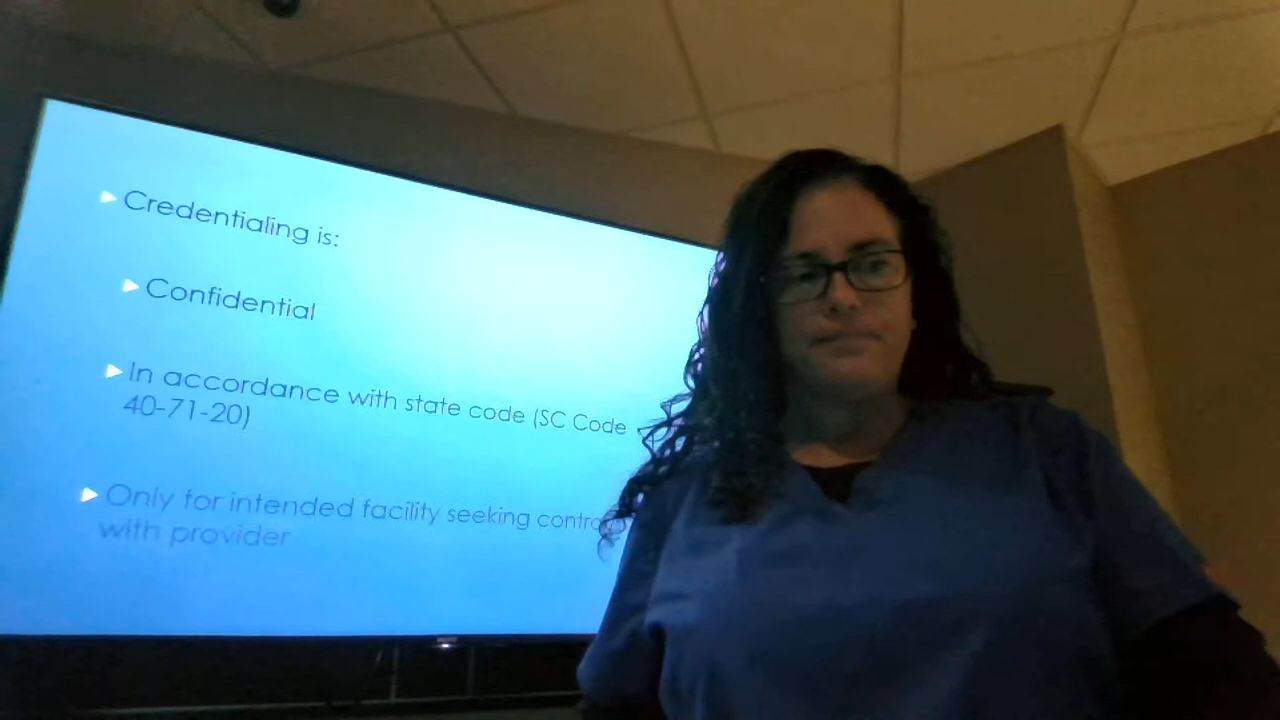 Credentialing is:
Confidential
In accordance with state code (SC Code
40-71-20)
Only for intended facility seeking
with provider